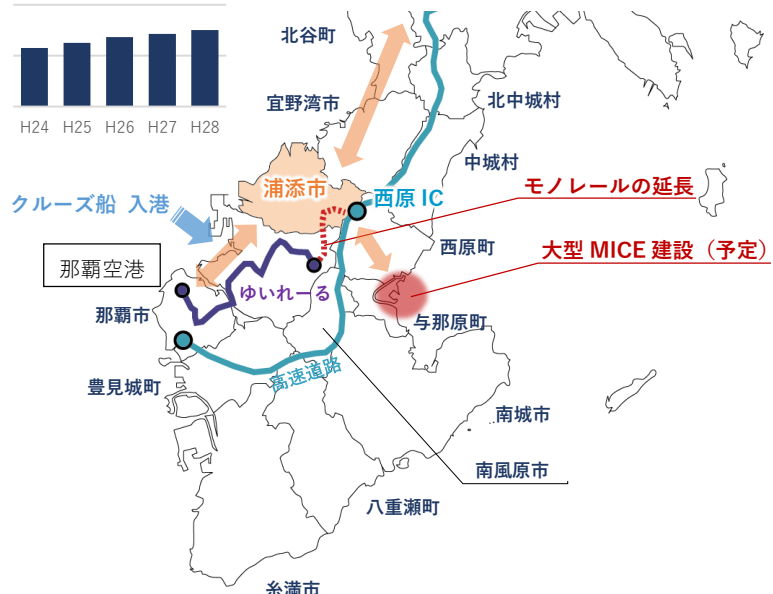 H24 H25 H26 H27 H28
北谷町
宜野湾市
北中城村
中城村
浦添市
西原 IC
モノレールの延長
クルーズ船 入港
西原町
大型 MICE 建設（予定）
那覇空港
ゆいれーる
那覇市
与那原町
高速道路
豊見城町
南城市
南風原市
八重瀬町
糸満市